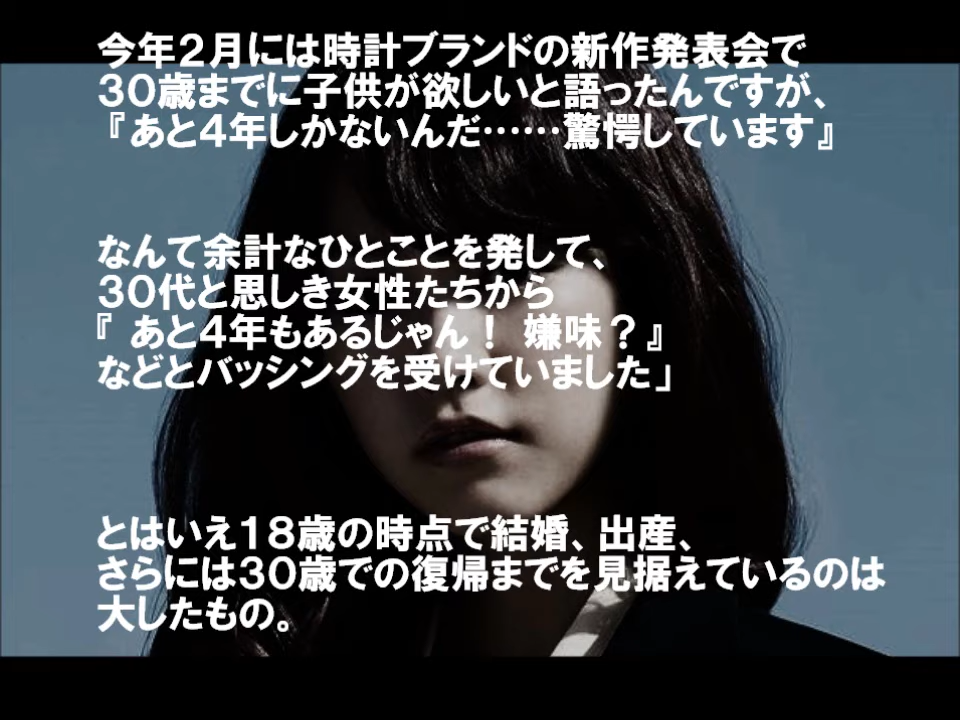 今年２月には時計ブランドの新作発表会で
３０歳までに子供が欲しいと語ったんですが、
『あと４年しかないんだ……驚愕しています』
なんて余計なひとことを発して、
３０代と思しき女性たちから
『 あと４年もあるじゃん！ 嫌味？』
などとバッシングを受けていました」
とはいえ１８歳の時点で結婚、出産、
さらには３０歳での復帰までを見据えているのは
大したもの。